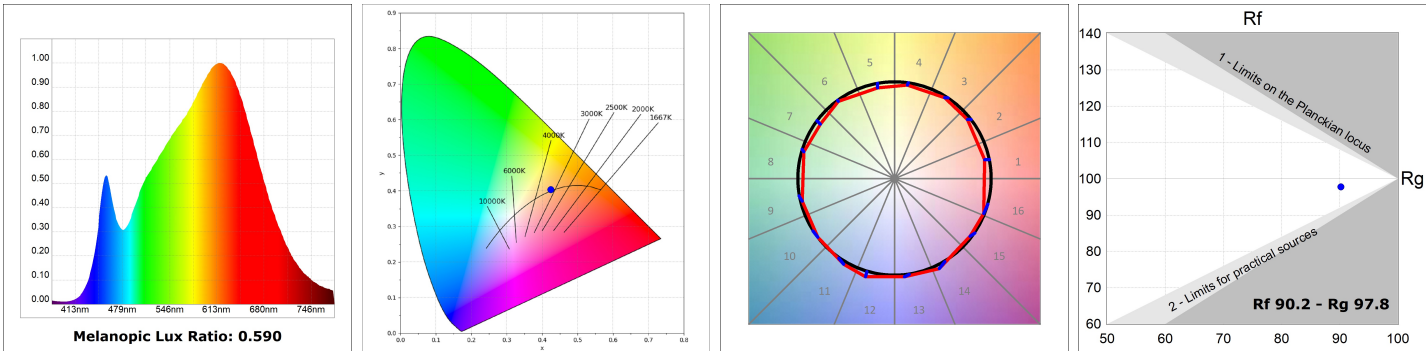 1.00
0.90
0.80
0.70
0.60
0.50
0.40
0.30
0.20
0.10
0.00
413nm 479nm 546nm 613nm 680nm 746nm
Melanopic Lux Ratio: 0.590
0.9
0.8
0.7
0.6
0.5
0.4
0.3
0.2
0.1
0.0
y
0.0 0.1 0.2 0.3 0.4 0.5 0.6 0.7 0.8
x
2500K
2000K
3000K
1667K
4000K
6000K
10000K
5 4
6 3
7 2
8 1
9 16
10 15
11 14
12 13
Rf
140
130
120
110
100
90
80
70
60
50 60 70 80 90 100
Rg
1 - Limits on the Planckian locus
2 - Limits for practical sources
Rf 90.2 - Rg 97.8